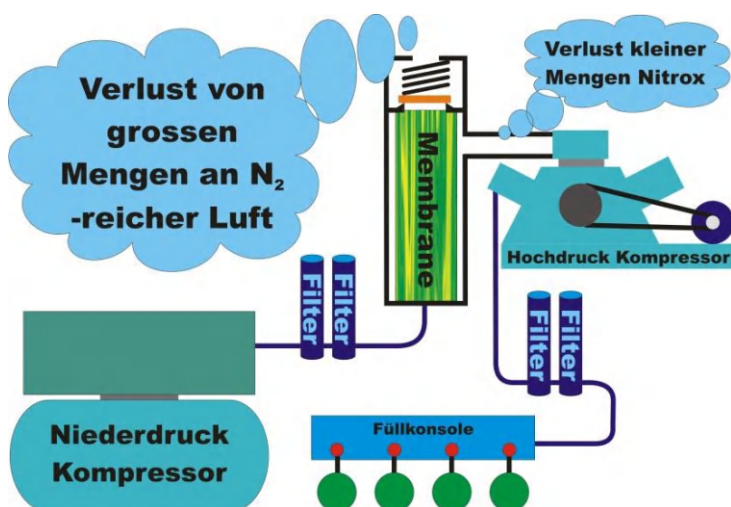 Verlust von
grossen
Mengen an N₂
-reicher Luft
Verlust kleiner
Mengen Nitrox
Membrane
Hochdruck Kompressor
Filter
Filter
Filter
Filter
Niederdruck
Kompressor
Füllkonsole